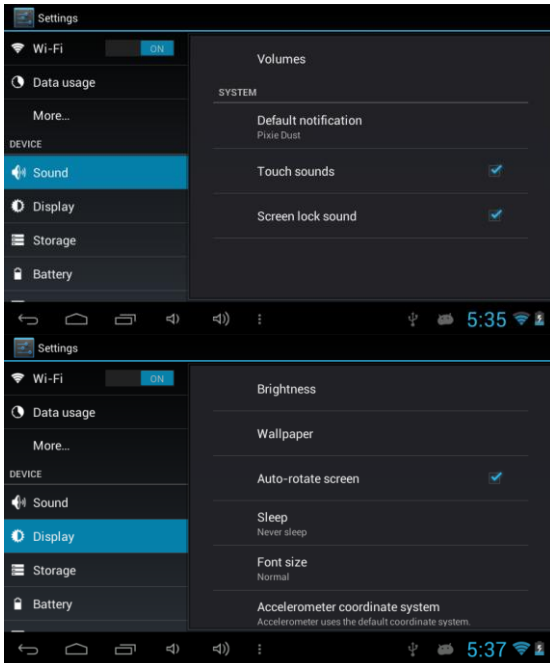 Settings
Wi-Fi
ON
Data usage
More...
DEVICE
Sound
Display
Storage
Battery
Volumes
SYSTEM
Default notification
Pixie Dust
Touch sounds
Screen lock sound
5:35
Settings
Wi-Fi
ON
Data usage
More...
DEVICE
Sound
Display
Storage
Battery
Brightness
Wallpaper
Auto-rotate screen
Sleep
Never sleep
Font size
Normal
Accelerometer coordinate system
Accelerometer uses the default coordinate system.
5:37